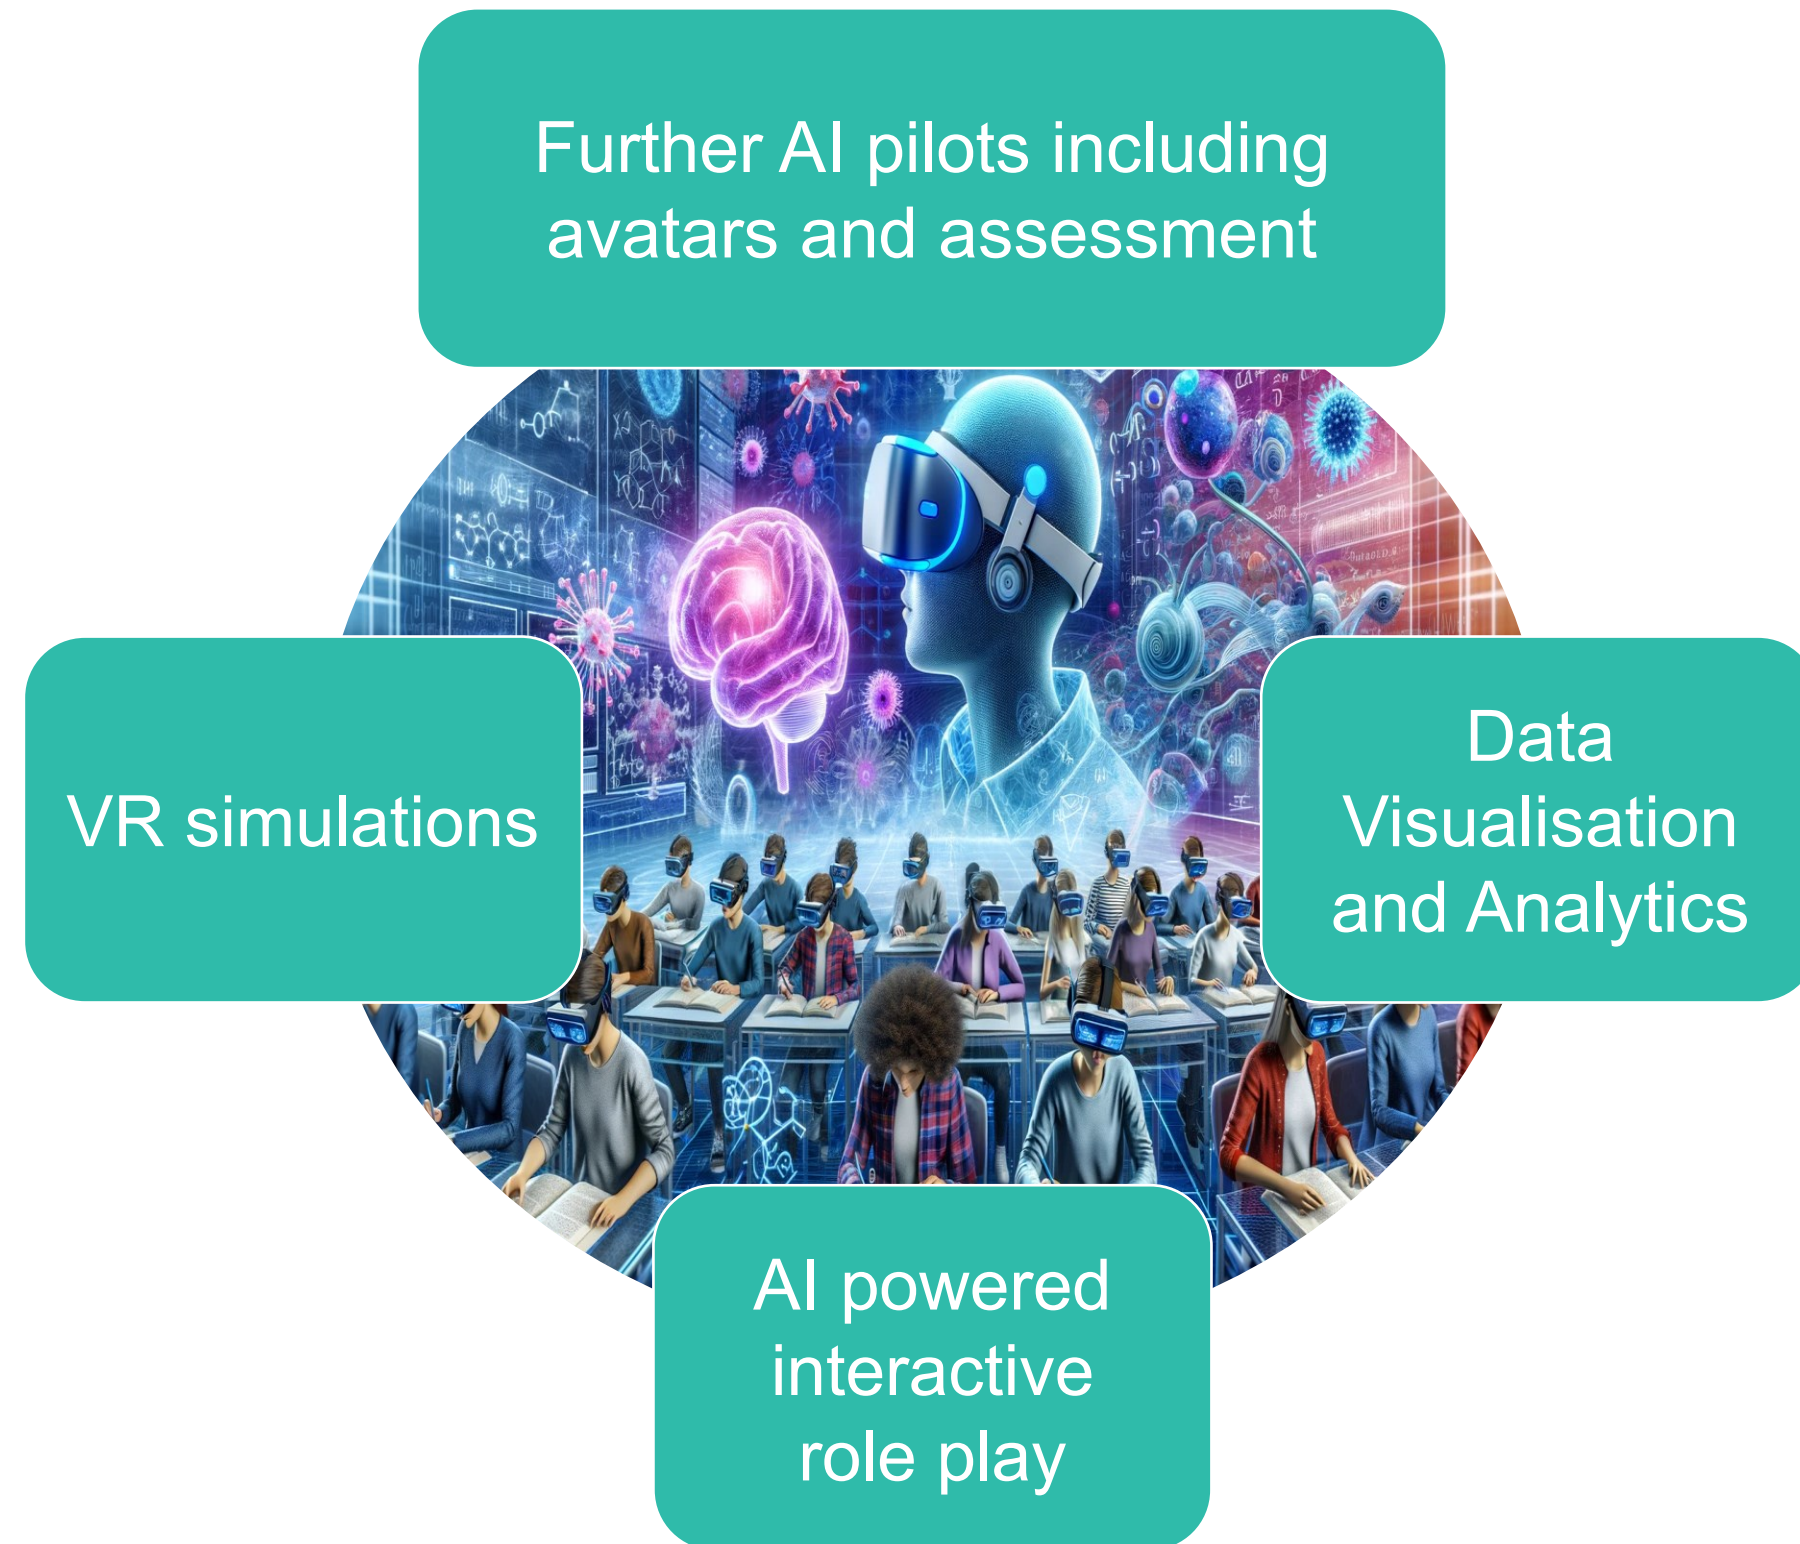 Further AI pilots including
avatars and assessment
VR simulations
Data
Visualisation
and Analytics
AI powered
interactive
role play